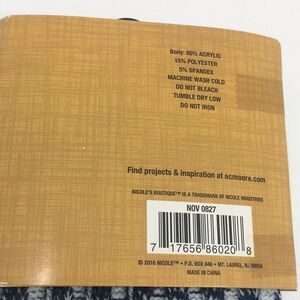 Body: 80% ACRYLIC
15% POLYESTER
5% SPANDEX
MACHINE WASH COLD
DO NOT BLEACH
TUMBLE DRY LOW
DO NOT IRON
Find projects & inspiration at acmoore.com
NICOLE'S BOUTIQUE™ IS A TRADEMARK OF NICOLE INDUSTRIES
NOV 0827
7 17656 86020 8
© 2016 NICOLE™ • P.O. BOX 846 • MT. LAUREL, NJ 08054
MADE IN CHINA